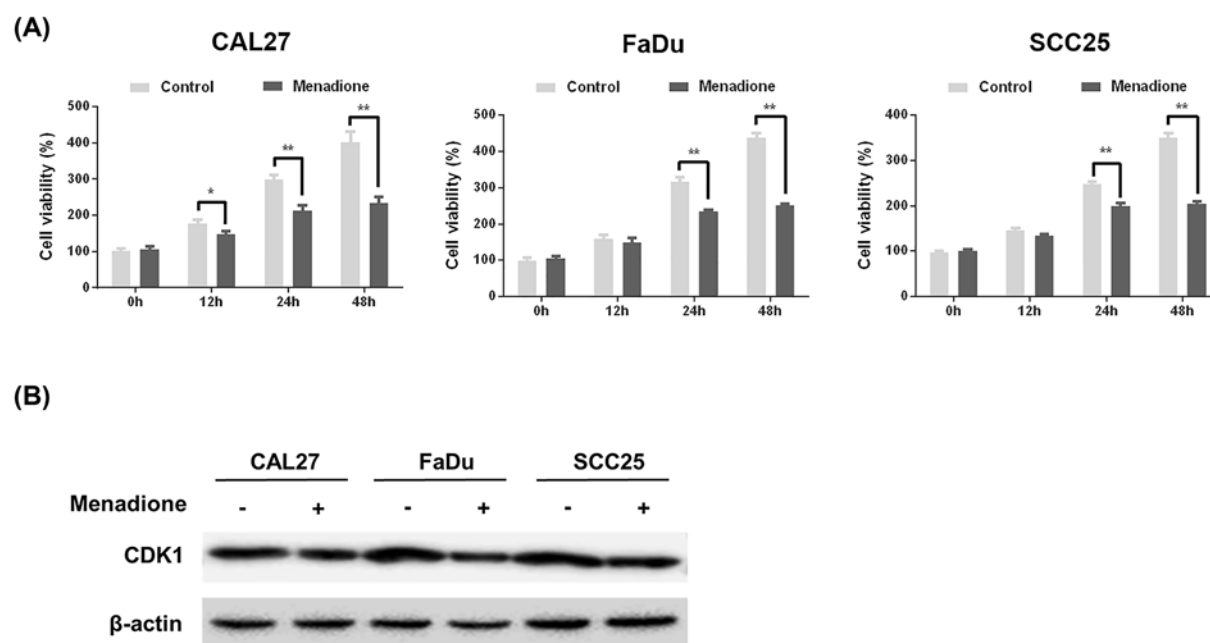 (A)
CAL27
Control Menadione
Cell viability (%)
500
400
300
200
100
0
* ** **
0h 12h 24h 48h
FaDu
Control Menadione
Cell viability (%)
500
400
300
200
100
0
** **
0h 12h 24h 48h
SCC25
Control Menadione
Cell viability (%)
400
300
200
100
0
** **
0h 12h 24h 48h
(B)
CAL27 FaDu SCC25
Menadione - + - + - +
CDK1
β-actin